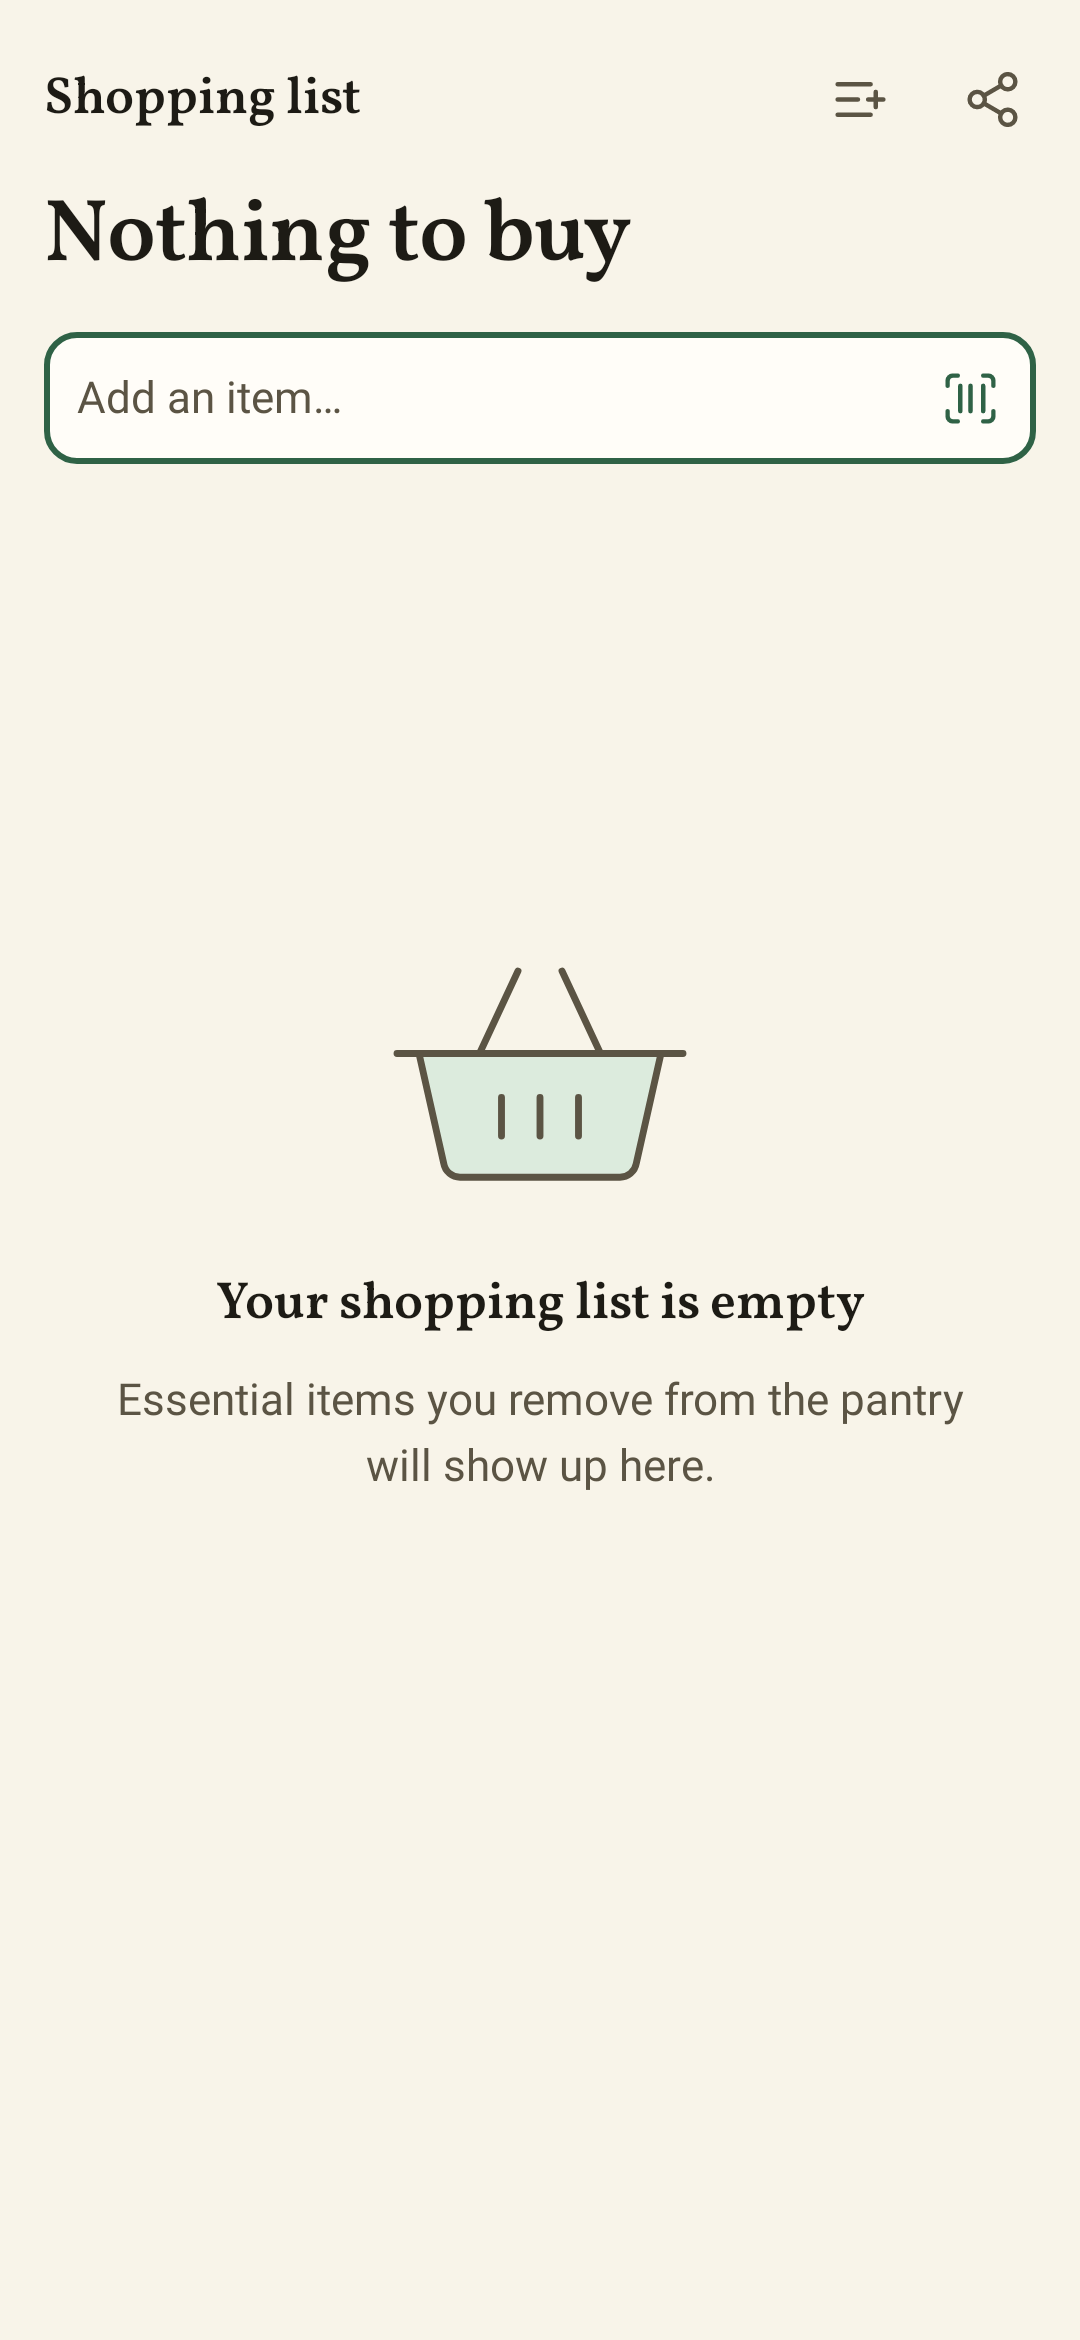 Shopping list
Nothing to buy
Add an item…
Your shopping list is empty
Essential items you remove from the pantry
will show up here.